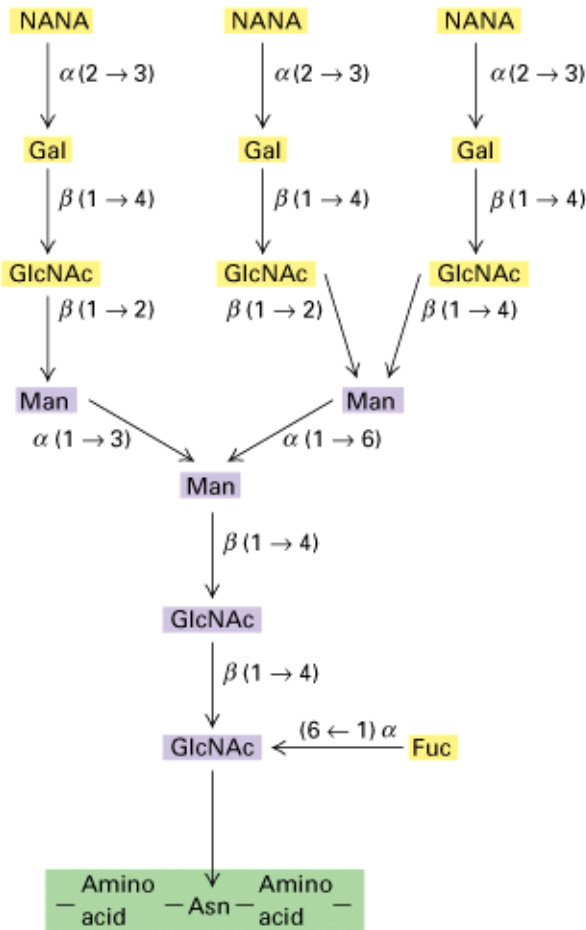 NANA NANA NANA
α(2 → 3) α(2 → 3) α(2 → 3)
Gal Gal Gal
β(1 → 4) β(1 → 4) β(1 → 4)
GlcNAc GlcNAc GlcNAc
β(1 → 2) β(1 → 2) β(1 → 4)
Man Man
α(1 → 3) α(1 → 6)
Man
β(1 → 4)
GlcNAc
β(1 → 4)
(6 ← 1)α
GlcNAc Fuc
Amino Amino
— —Asn— —
acid acid